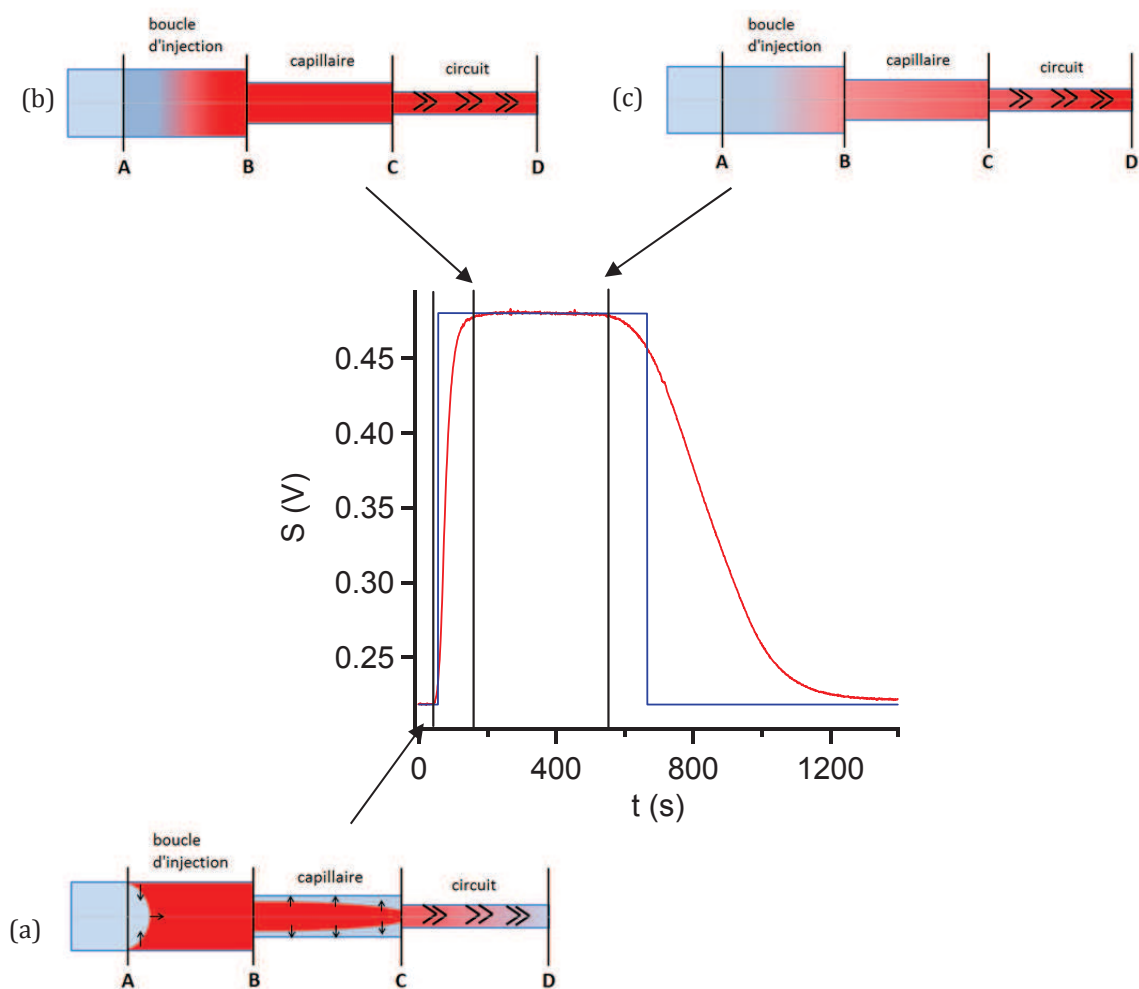 (b)
boucle
d'injection
capillaire
circuit
A B C D
(c)
boucle
d'injection
capillaire
circuit
A B C D
S (V)
0.45
0.40
0.35
0.30
0.25
0 400 800 1200
t (s)
(a)
boucle
d'injection
capillaire
circuit
A B C D